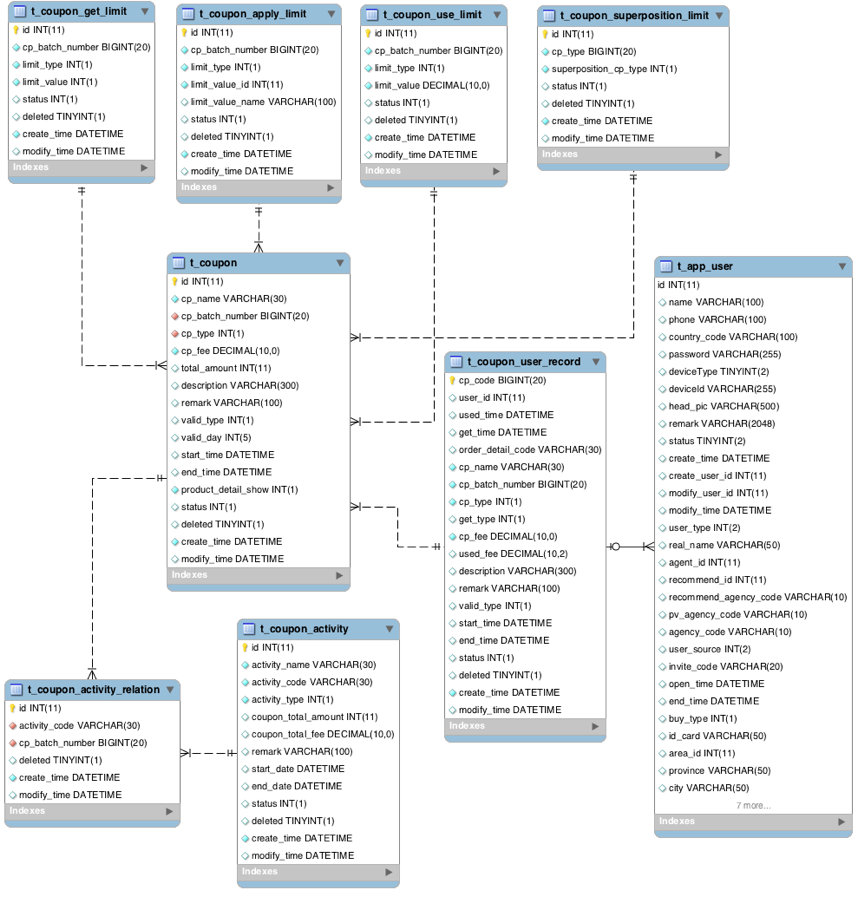 t_coupon_get_limit
id INT(11)
cp_batch_number BIGINT(20)
limit_type INT(1)
limit_value INT(1)
status INT(1)
deleted TINYINT(1)
create_time DATETIME
modify_time DATETIME
Indexes
t_coupon_apply_limit
id INT(11)
cp_batch_number BIGINT(20)
limit_type INT(1)
limit_value_id INT(11)
limit_value_name VARCHAR(100)
status INT(1)
deleted TINYINT(1)
create_time DATETIME
modify_time DATETIME
Indexes
t_coupon_use_limit
id INT(11)
cp_batch_number BIGINT(20)
limit_type INT(1)
limit_value DECIMAL(10,0)
status INT(1)
deleted TINYINT(1)
create_time DATETIME
modify_time DATETIME
Indexes
t_coupon_superposition_limit
id INT(11)
cp_type BIGINT(20)
superposition_cp_type INT(1)
status INT(1)
deleted TINYINT(1)
create_time DATETIME
modify_time DATETIME
Indexes
t_coupon
id INT(11)
cp_name VARCHAR(30)
cp_batch_number BIGINT(20)
cp_type INT(1)
cp_fee DECIMAL(10,0)
total_amount INT(11)
description VARCHAR(300)
remark VARCHAR(100)
valid_type INT(1)
valid_day INT(5)
start_time DATETIME
end_time DATETIME
product_detail_show INT(1)
status INT(1)
deleted TINYINT(1)
create_time DATETIME
modify_time DATETIME
Indexes
t_coupon_user_record
cp_code BIGINT(20)
user_id INT(11)
used_time DATETIME
get_time DATETIME
order_detail_code VARCHAR(30)
cp_name VARCHAR(30)
cp_batch_number BIGINT(20)
cp_type INT(1)
get_type INT(1)
cp_fee DECIMAL(10,0)
used_fee DECIMAL(10,2)
description VARCHAR(300)
remark VARCHAR(100)
valid_type INT(1)
start_time DATETIME
end_time DATETIME
status INT(1)
deleted TINYINT(1)
create_time DATETIME
modify_time DATETIME
Indexes
t_app_user
id INT(11)
name VARCHAR(100)
phone VARCHAR(100)
country_code VARCHAR(100)
password VARCHAR(255)
deviceType TINYINT(2)
deviceId VARCHAR(255)
head_pic VARCHAR(500)
remark VARCHAR(2048)
status TINYINT(2)
create_time DATETIME
create_user_id INT(11)
modify_user_id INT(11)
modify_time DATETIME
user_type INT(2)
real_name VARCHAR(50)
agent_id INT(11)
recommend_id INT(11)
recommend_agency_code VARCHAR(10)
pv_agency_code VARCHAR(10)
agency_code VARCHAR(10)
user_source INT(2)
invite_code VARCHAR(20)
open_time DATETIME
end_time DATETIME
buy_type INT(1)
id_card VARCHAR(50)
area_id INT(11)
province VARCHAR(50)
city VARCHAR(50)
7 more...
Indexes
t_coupon_activity_relation
id INT(11)
activity_code VARCHAR(30)
cp_batch_number BIGINT(20)
deleted TINYINT(1)
create_time DATETIME
modify_time DATETIME
Indexes
t_coupon_activity
id INT(11)
activity_name VARCHAR(30)
activity_code VARCHAR(30)
activity_type INT(1)
coupon_total_amount INT(11)
coupon_total_fee DECIMAL(10,0)
remark VARCHAR(100)
start_date DATETIME
end_date DATETIME
status INT(1)
deleted TINYINT(1)
create_time DATETIME
modify_time DATETIME
Indexes